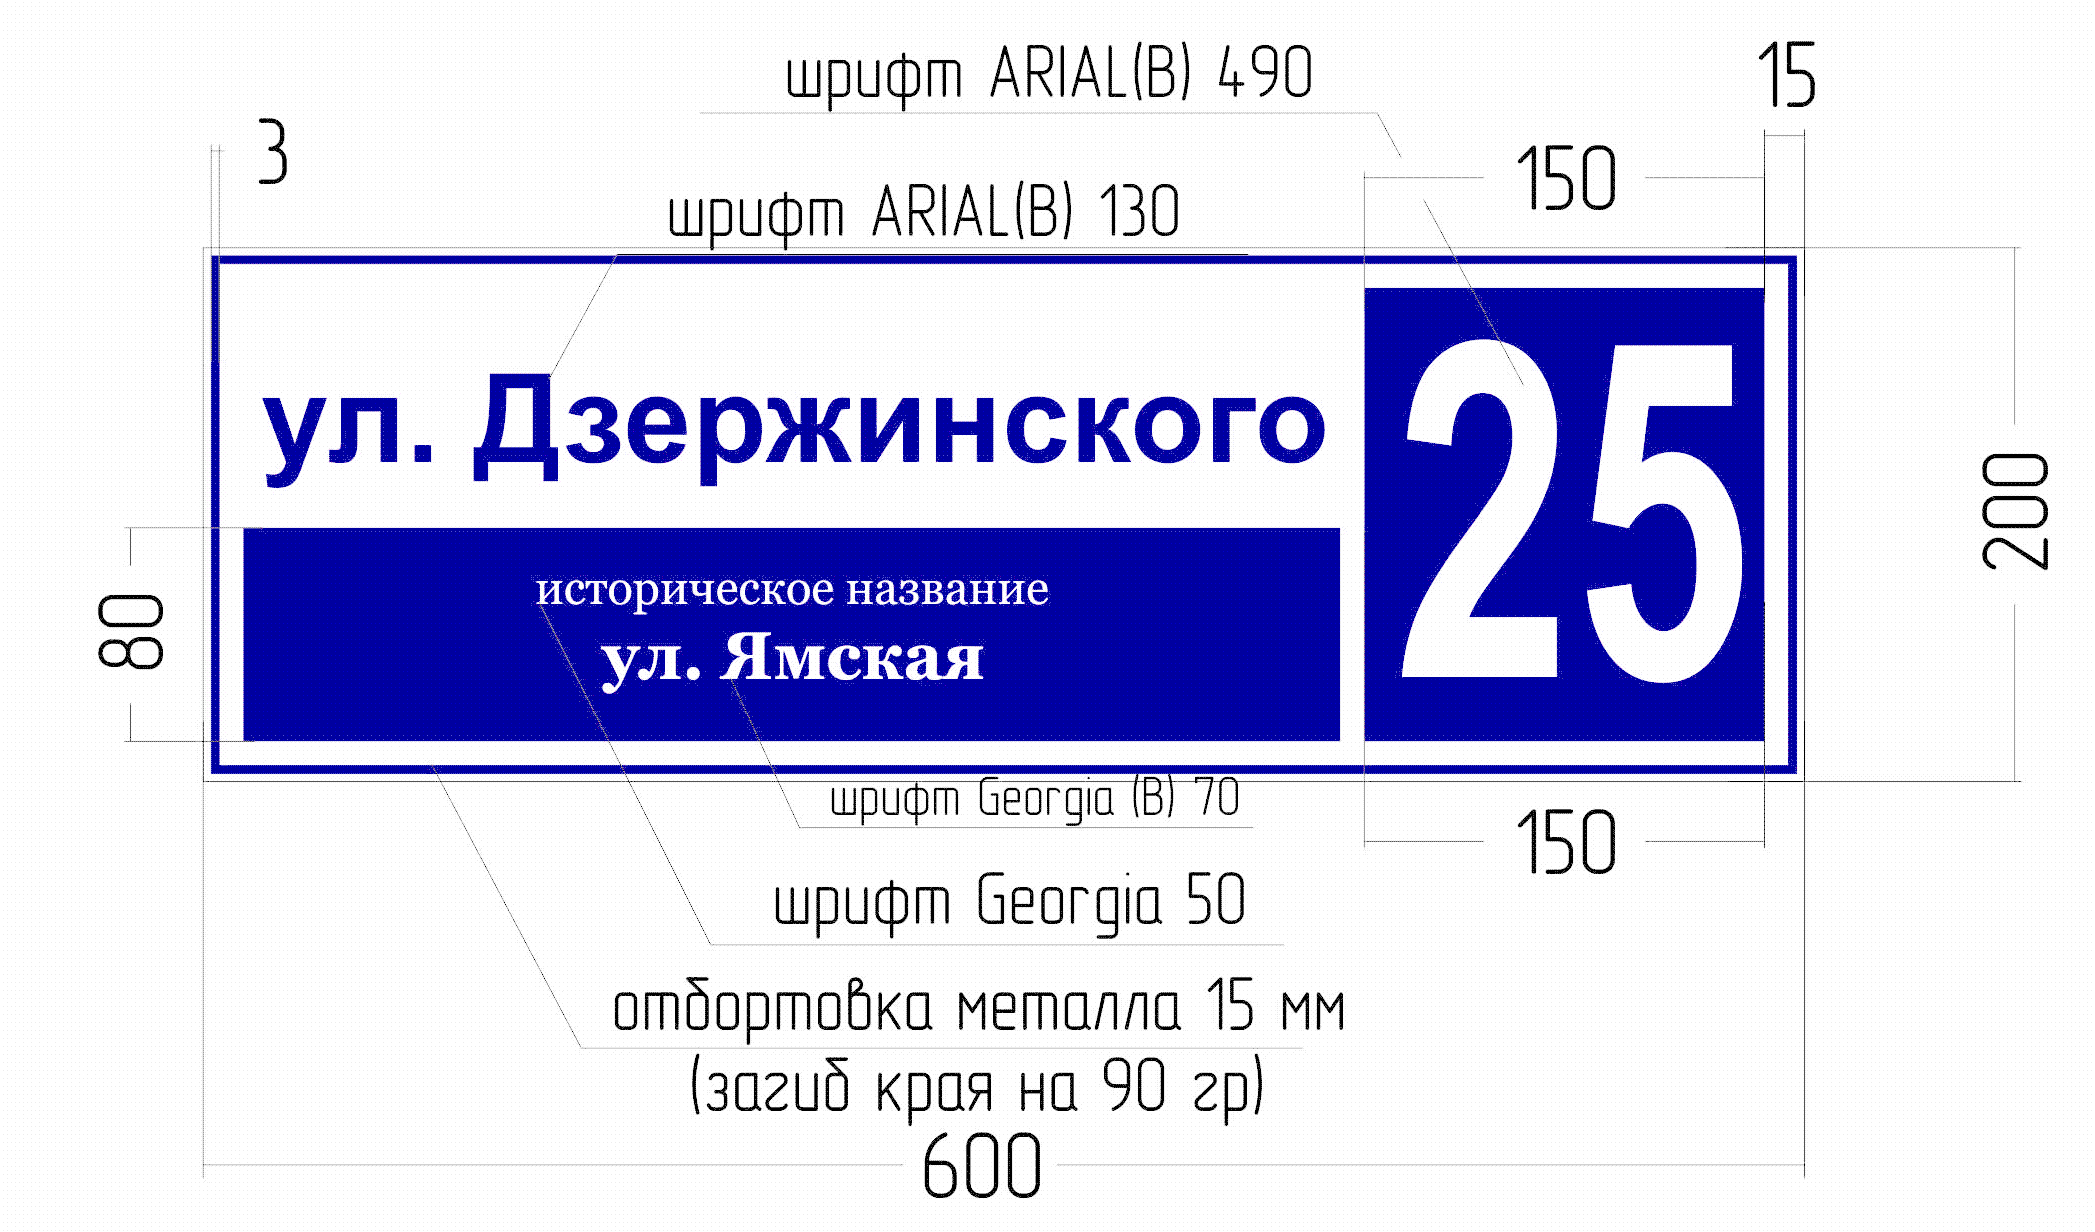 шрифт ARIAL(B) 490
15
3
150
шрифт ARIAL(B) 130
ул. Дзержинского
25
200
80
историческое название
ул. Ямская
шрифт Georgia (B) 70
150
шрифт Georgia 50
отбортовка металла 15 мм
(загиб края на 90 гр)
600